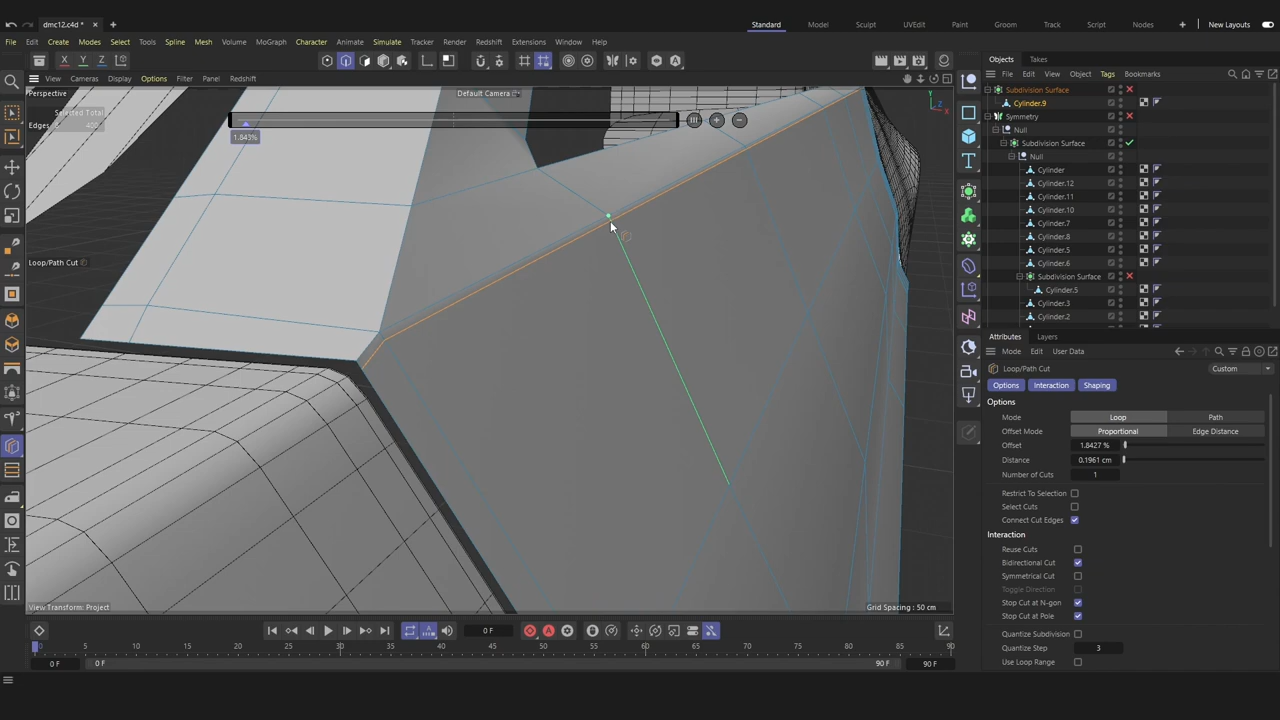 dmc12.c4d *
Standard
Model
Sculpt
UVEdit
Paint
Groom
Track
Script
Nodes
New Layouts
File Edit Create Modes Select Tools Spline Mesh Volume MoGraph Character Animate Simulate Tracker Render Redshift Extensions Window Help
X Y Z
Objects Takes
View Cameras Display Options Filter Panel Redshift
File Edit View Object Tags Bookmarks
Perspective
Default Camera
Selected Total
Edges 400
1.843%
Y
Z X
Loop/Path Cut
Subdivision Surface
Cylinder.9
Symmetry
Null
Subdivision Surface
Null
Cylinder
Cylinder.12
Cylinder.11
Cylinder.10
Cylinder.7
Cylinder.8
Cylinder.5
Cylinder.6
Subdivision Surface
Cylinder.5
Cylinder.3
Cylinder.2
Attributes Layers
Mode Edit User Data
Loop/Path Cut
Custom
Options Interaction Shaping
Options
Mode Loop Path
Offset Mode Proportional Edge Distance
Offset 1.8427 %
Distance 0.1961 cm
Number of Cuts 1
Restrict To Selection
Select Cuts
Connect Cut Edges
Interaction
Reuse Cuts
Bidirectional Cut
Symmetrical Cut
Toggle Direction
Stop Cut at N-gon
Stop Cut at Pole
Quantize Subdivision
Quantize Step 3
Use Loop Range
View Transform: Project
Grid Spacing : 50 cm
0 F
0 5 10 15 20 25 30 35 40 45 50 55 60 65 70 75 80 85 90
0 F 0 F 90 F 90 F